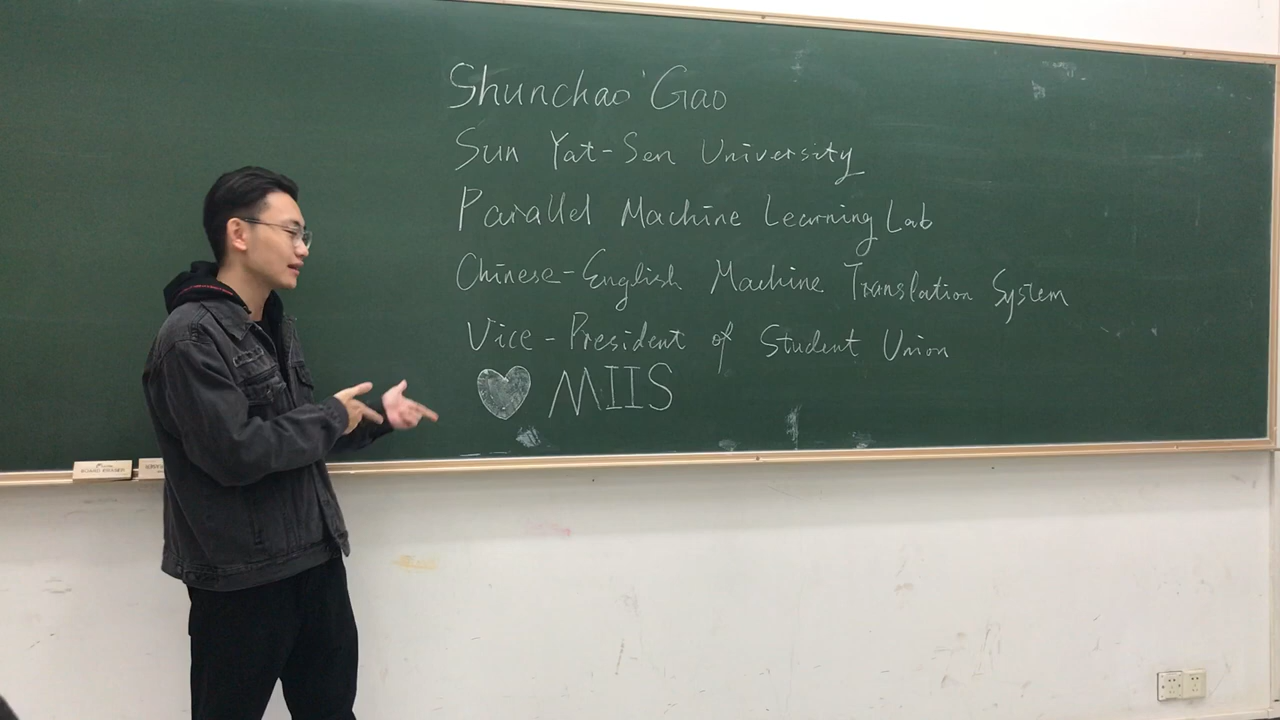 Shunchao Gao
Sun Yat-Sen University
Parallel Machine Learning Lab
Chinese-English Machine Translation System
Vice-President of Student Union
♥ MIIS